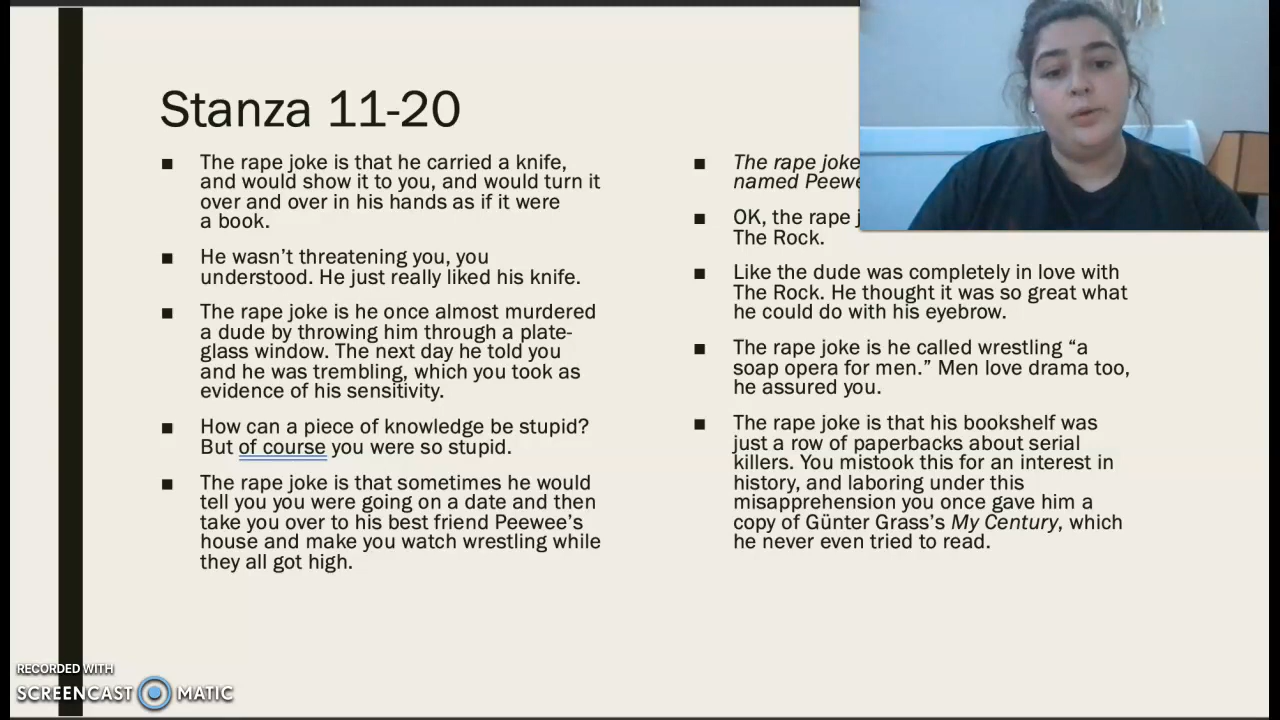 Stanza 11-20
The rape joke is that he carried a knife,
and would show it to you, and would turn it
over and over in his hands as if it were
a book.
He wasn't threatening you, you
understood. He just really liked his knife.
The rape joke is he once almost murdered
a dude by throwing him through a plate-
glass window. The next day he told you
and he was trembling, which you took as
evidence of his sensitivity.
How can a piece of knowledge be stupid?
But of course you were so stupid.
The rape joke is that sometimes he would
tell you you were going on a date and then
take you over to his best friend Peewee's
house and make you watch wrestling while
they all got high.
The rape joke
named
OK, the rape
The Rock.
Like the dude was completely in love with
The Rock. He thought it was so great what
he could do with his eyebrow.
The rape joke is he called wrestling “a
soap opera for men.” Men love drama too,
he assured you.
The rape joke is that his bookshelf was
just a row of paperbacks about serial
killers. You mistook this for an interest in
history, and laboring under this
misapprehension you once gave him a
copy of Günter Grass's My Century, which
he never even tried to read.
RECORDED WITH
SCREENCAST MATIC